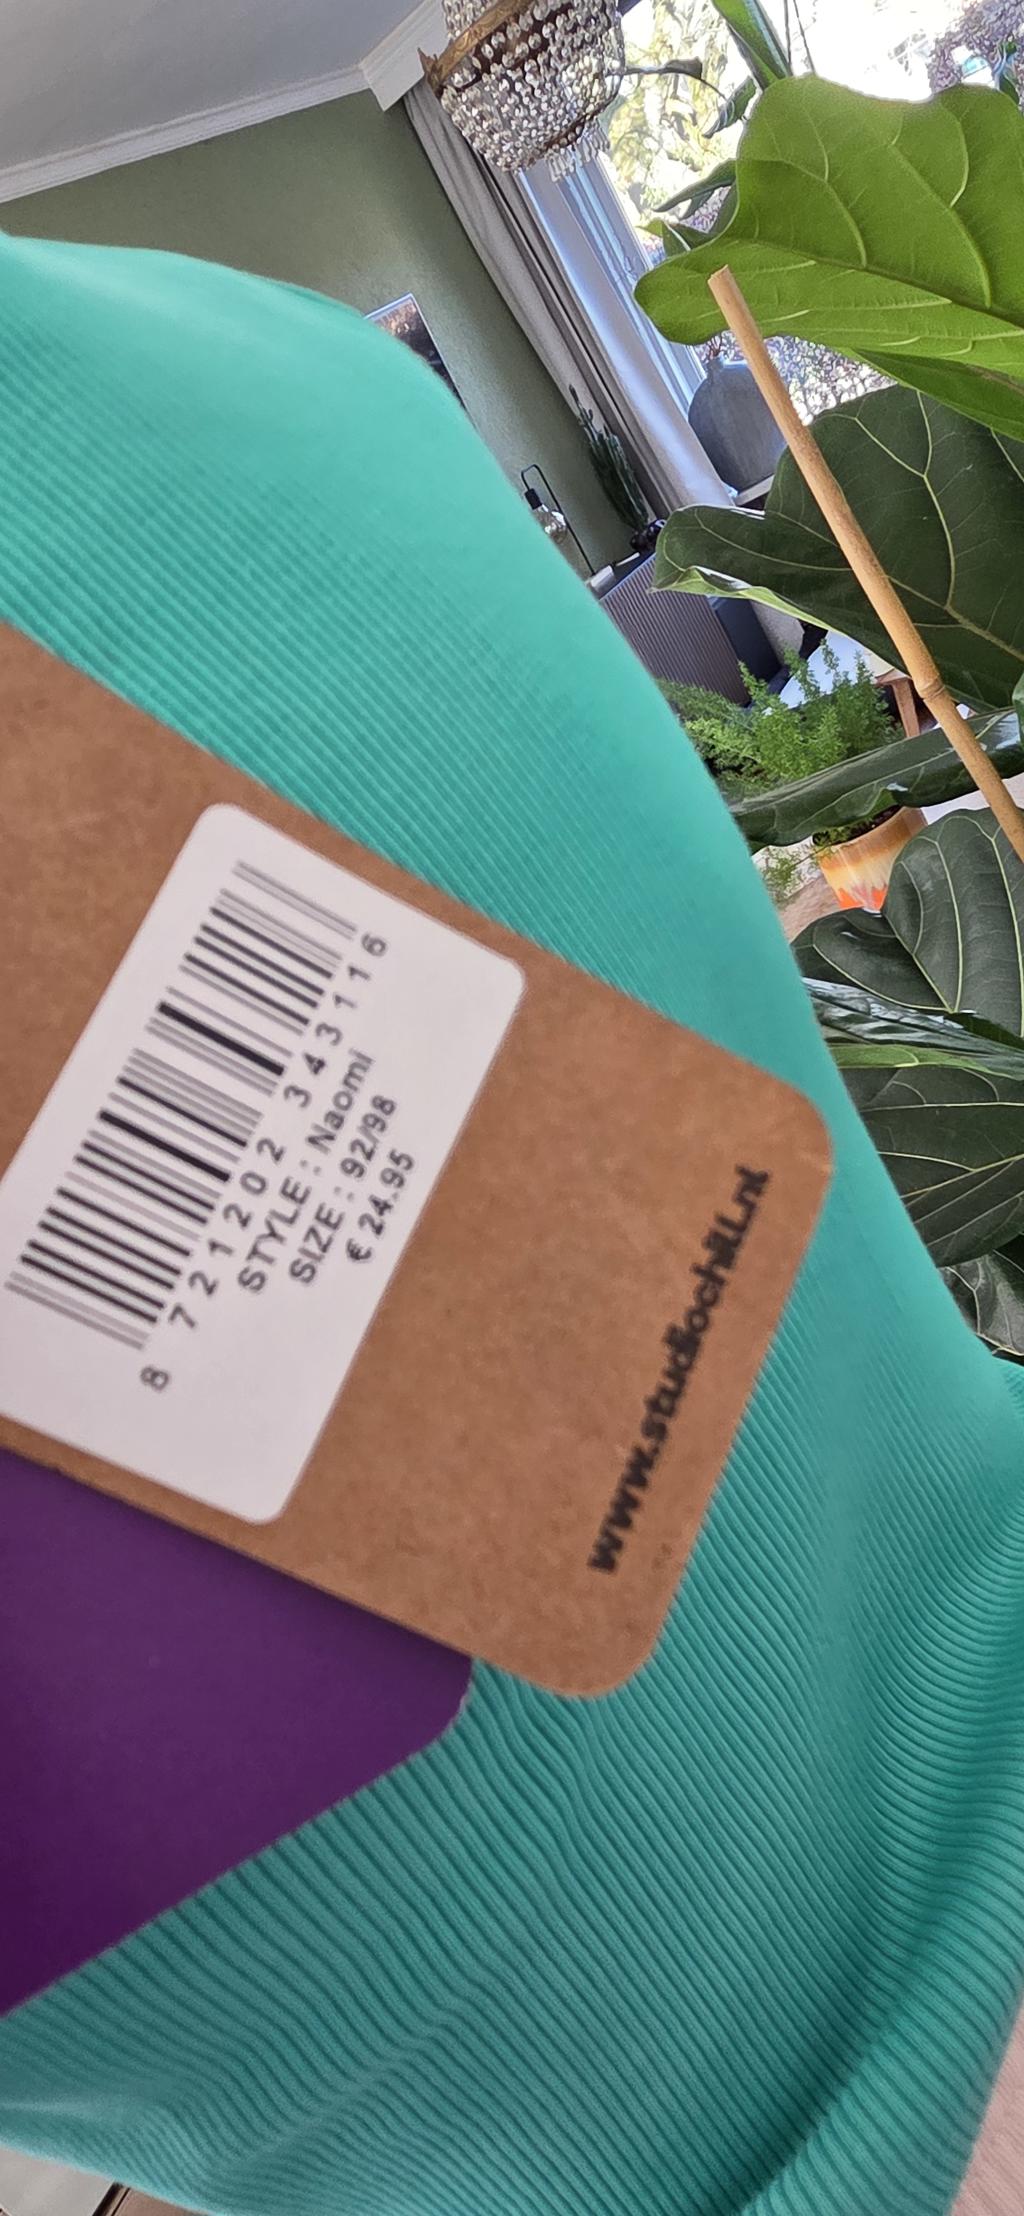 8 721202 343116
STYLE: Naomi
SIZE: 92/98
€ 24.95
www.studiochill.nl